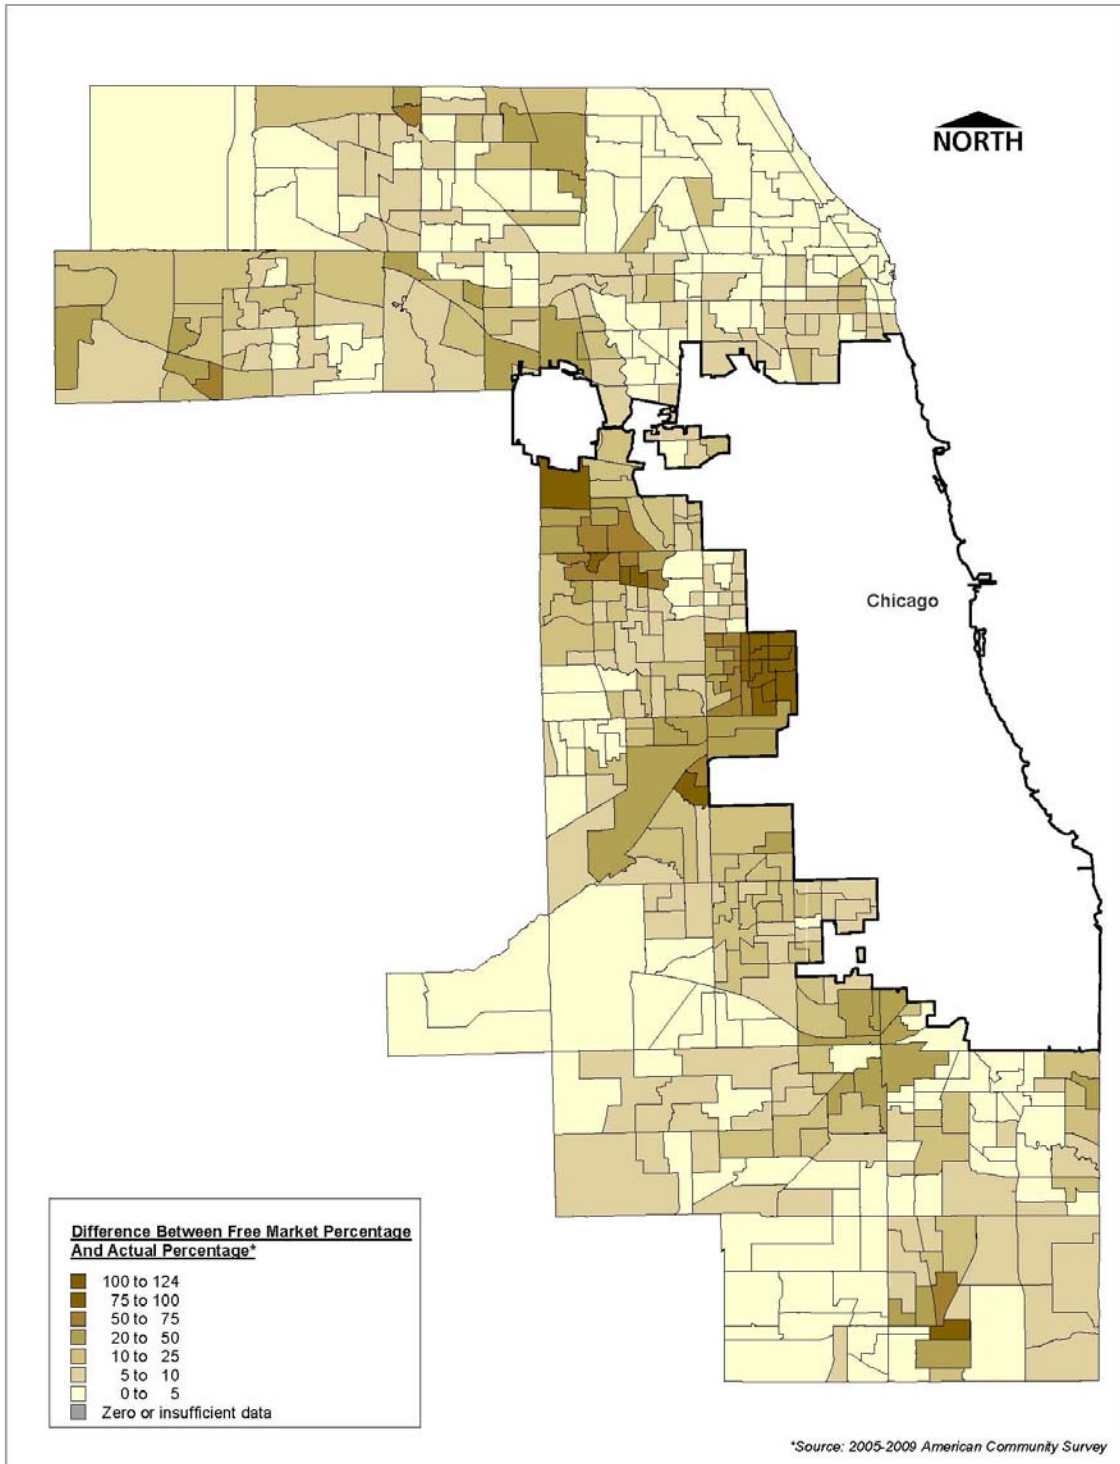 NORTH
Chicago
Difference Between Free Market Percentage
And Actual Percentage*
100 to 124
75 to 100
50 to 75
20 to 50
10 to 25
5 to 10
0 to 5
Zero or insufficient data
*Source: 2005-2009 American Community Survey